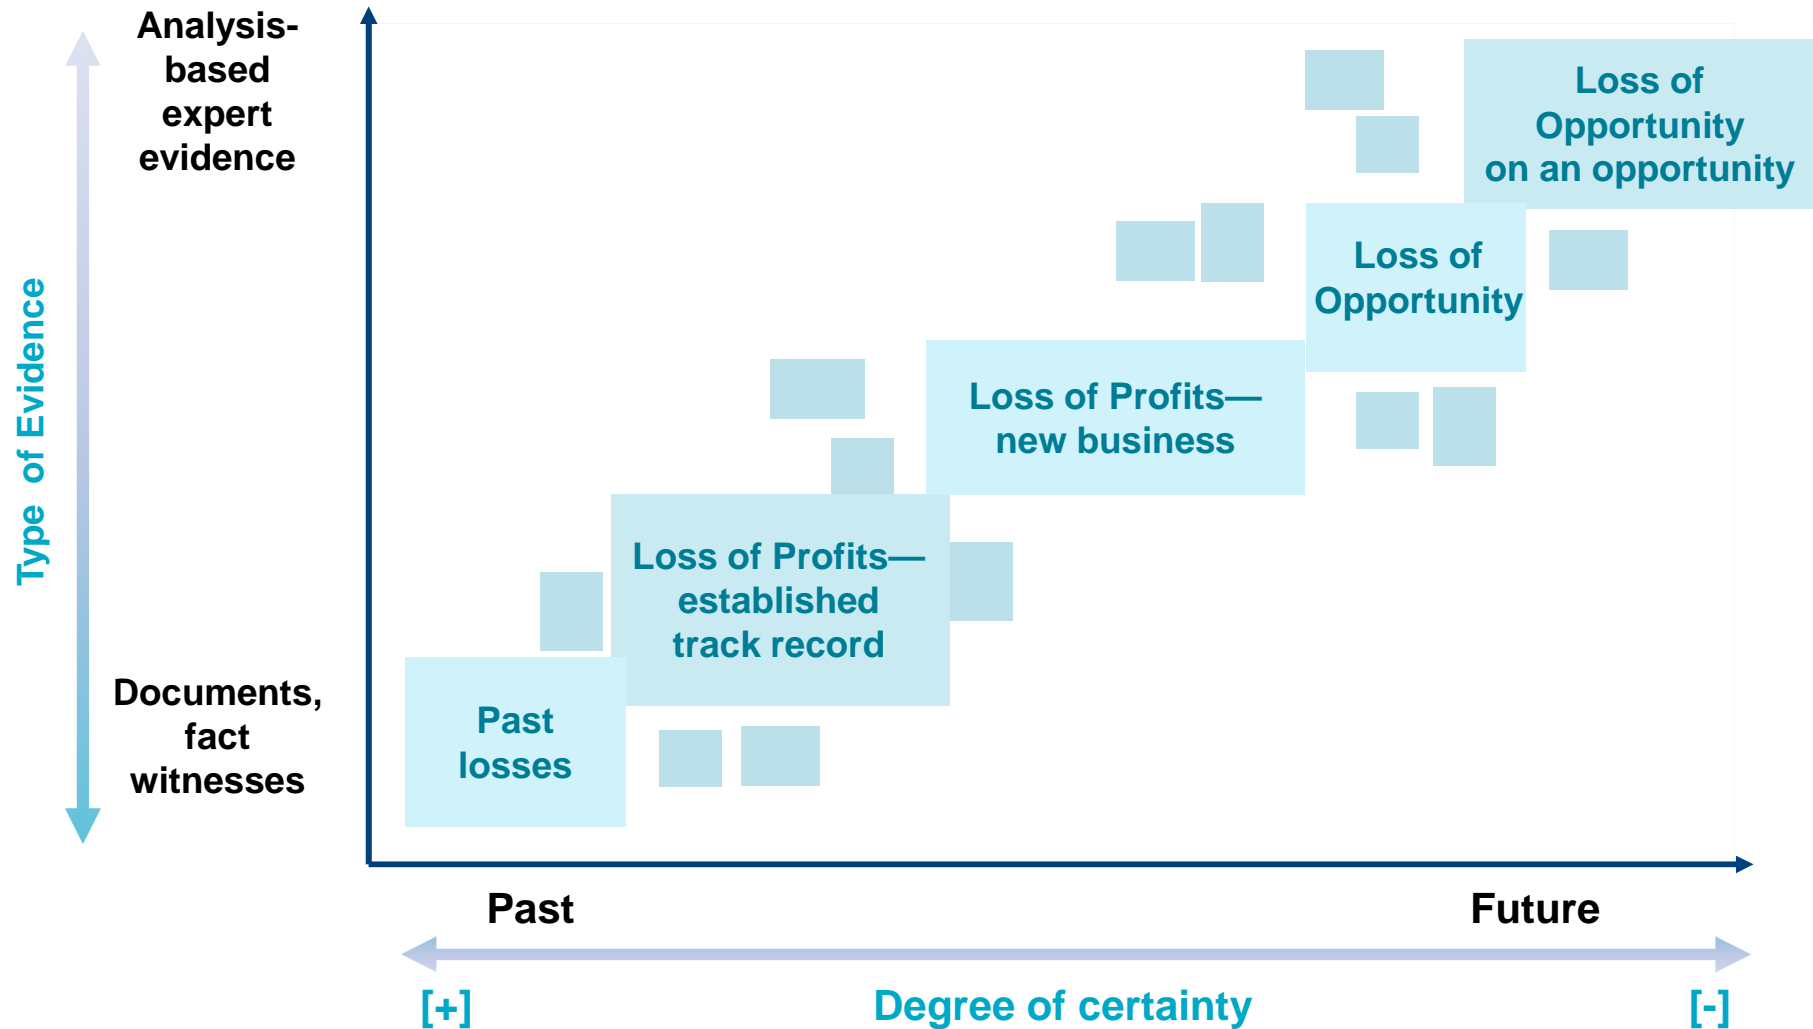 Analysis-
based
expert
evidence
Loss of
Opportunity
on an opportunity
Loss of
Opportunity
Type of Evidence
Loss of Profits—
new business
Loss of Profits—
established
track record
Documents,
fact
witnesses
Past
losses
Past
Future
[+]
Degree of certainty
[-]